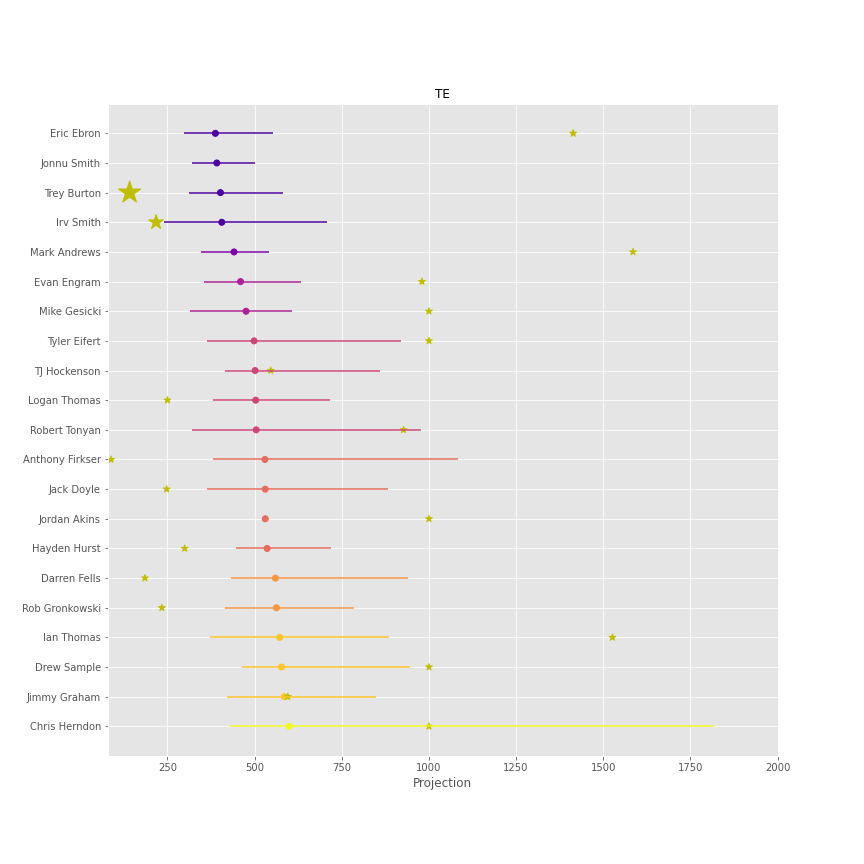 TE
Eric Ebron
Jonnu Smith
Trey Burton
Irv Smith
Mark Andrews
Evan Engram
Mike Gesicki
Tyler Eifert
TJ Hockenson
Logan Thomas
Robert Tonyan
Anthony Firkser
Jack Doyle
Jordan Akins
Hayden Hurst
Darren Fells
Rob Gronkowski
Ian Thomas
Drew Sample
Jimmy Graham
Chris Herndon
250 500 750 1000 1250 1500 1750 2000
Projection